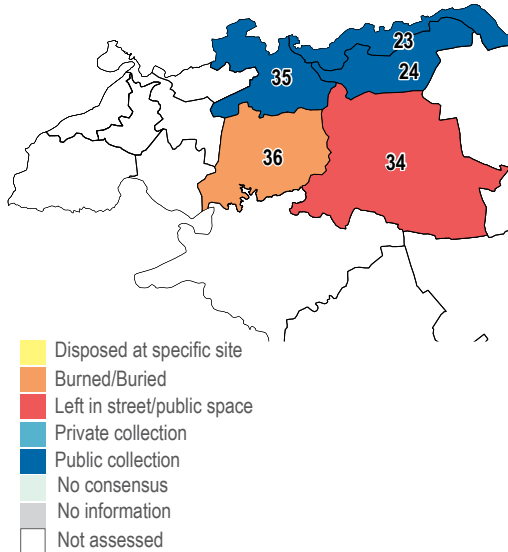 23
24
35
36
34
Disposed at specific site
Burned/Buried
Left in street/public space
Private collection
Public collection
No consensus
No information
Not assessed